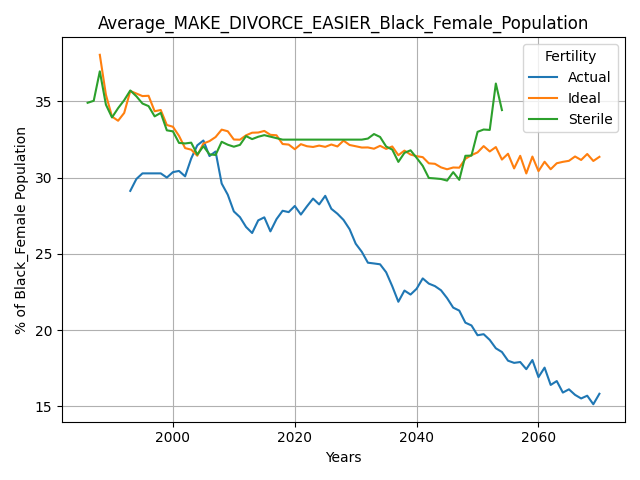 Average_MAKE_DIVORCE_EASIER_Black_Female_Population
Fertility
Actual
Ideal
Sterile
% of Black_Female Population
35
30
25
20
15
2000
2020
2040
2060
Years